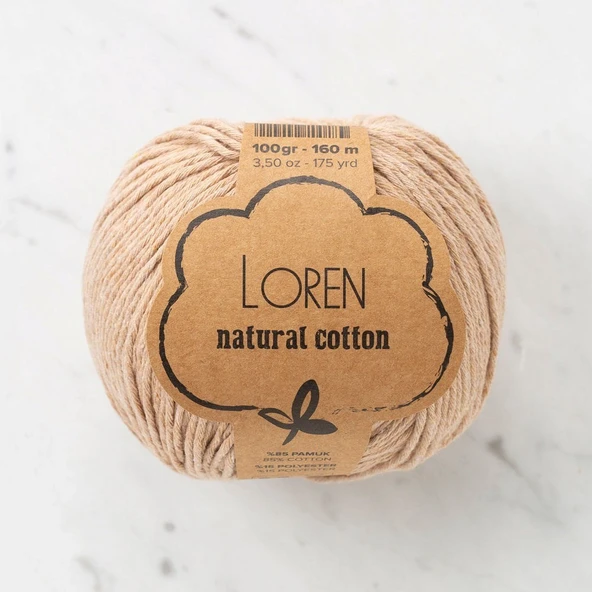 100gr - 160 m
3,50 oz - 175 yrd
LOREN
natural cotton
%85 PAMUK
85% COTTON
%15 POLYESTER
%15 POLYESTER